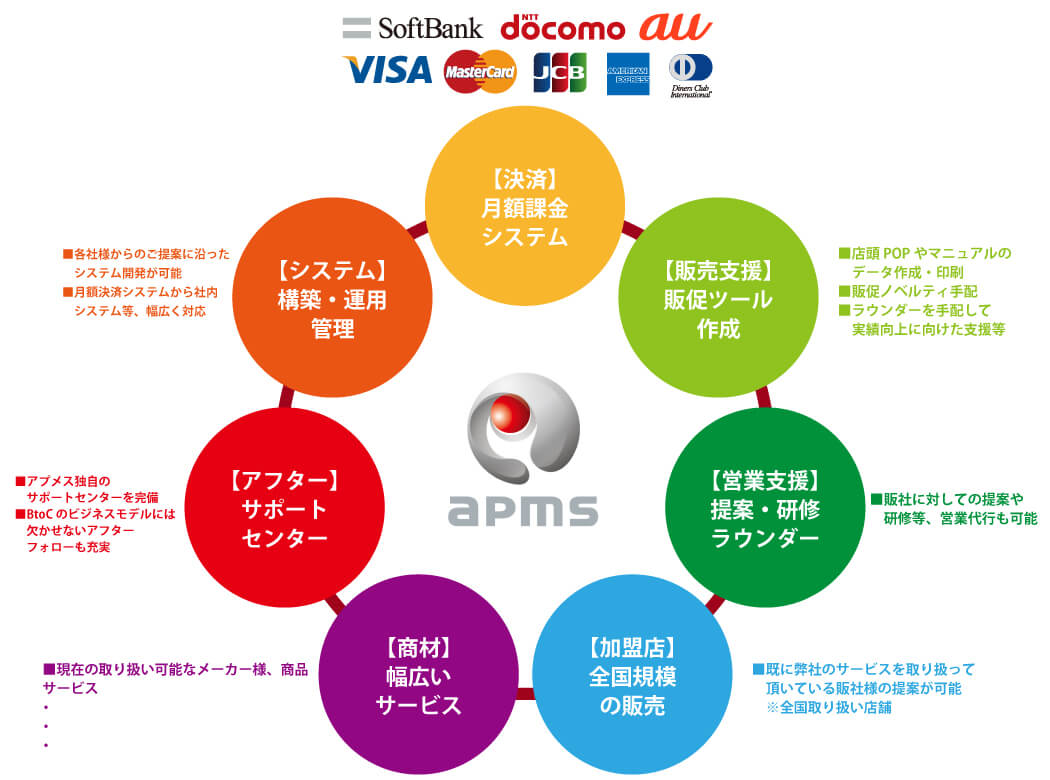 SoftBank
NTT
docomo
au
VISA
MasterCard
JCB
AMERICAN
EXPRESS
Diners Club
International
【決済】
月額課金
システム
【システム】
構築・運用
管理
■各社様からのご提案に沿った
システム開発が可能
■月額決済システムから社内
システム等、幅広く対応
【販売支援】
販促ツール
作成
■店頭 POP やマニュアルの
データ作成・印刷
■販促ノベルティ手配
■ラウンダーを手配して
実績向上に向けた支援等
apms
【アフター】
サポート
センター
■アプメス独自の
サポートセンターを完備
■BtoC のビジネスモデルには
欠かせないアフター
フォローも充実
【営業支援】
提案・研修
ラウンダー
■販社に対しての提案や
研修等、営業代行も可能
【商材】
幅広い
サービス
■現在の取り扱い可能なメーカー様、商品
サービス
・
・
・
【加盟店】
全国規模
の販売
■既に弊社のサービスを取り扱って
頂いている販社様の提案が可能
※全国取り扱い店舗